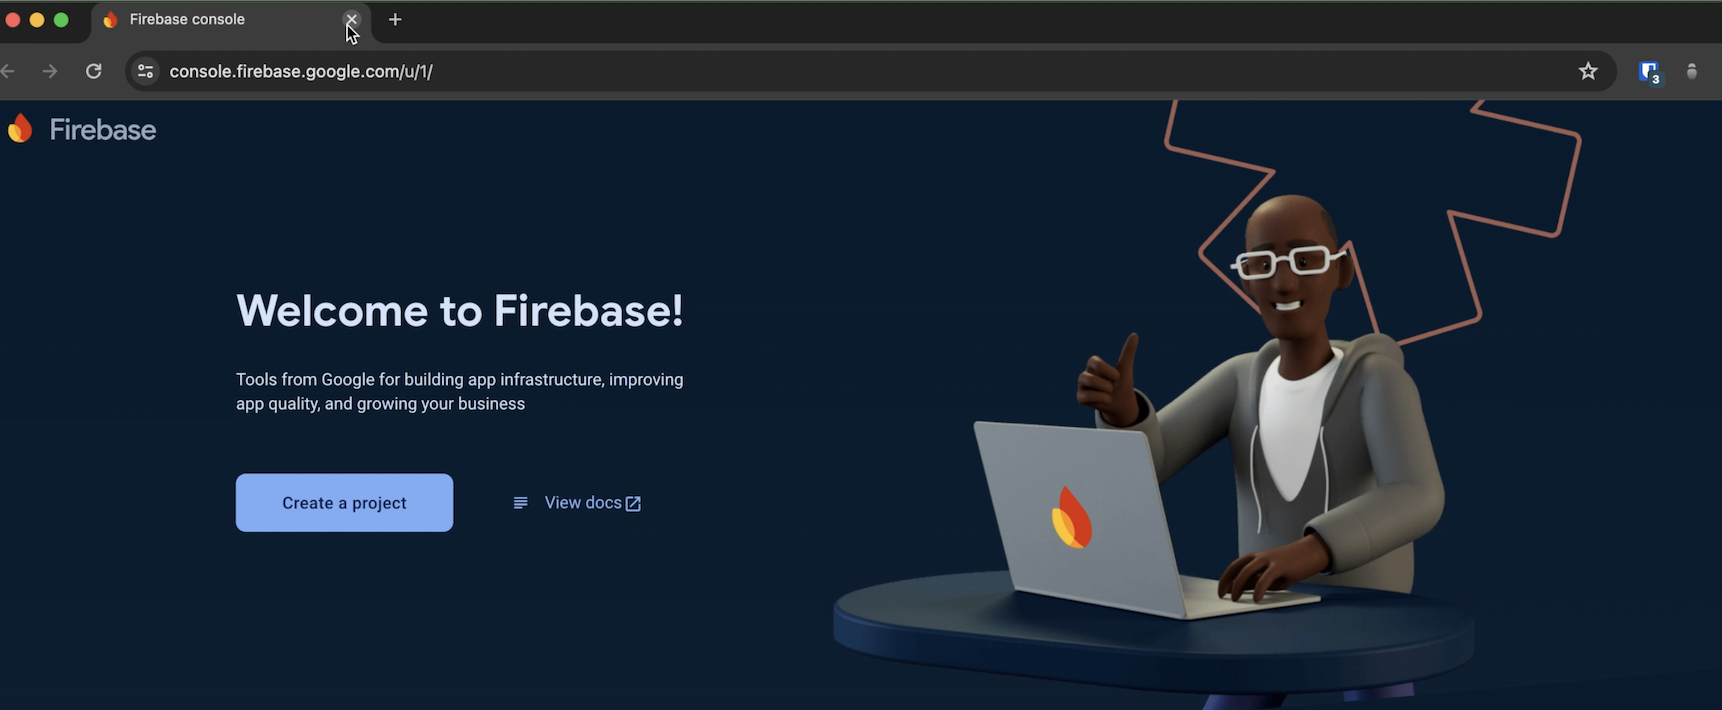 Firebase console
console.firebase.google.com/u/1/
3
Firebase
Welcome to Firebase!
Tools from Google for building app infrastructure, improving
app quality, and growing your business
Create a project
View docs